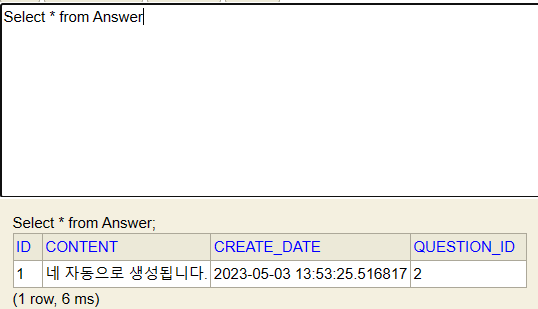 Select * from Answer
Select * from Answer;
ID CONTENT CREATE_DATE QUESTION_ID
1 네 자동으로 생성됩니다. 2023-05-03 13:53:25.516817 2
(1 row, 6 ms)